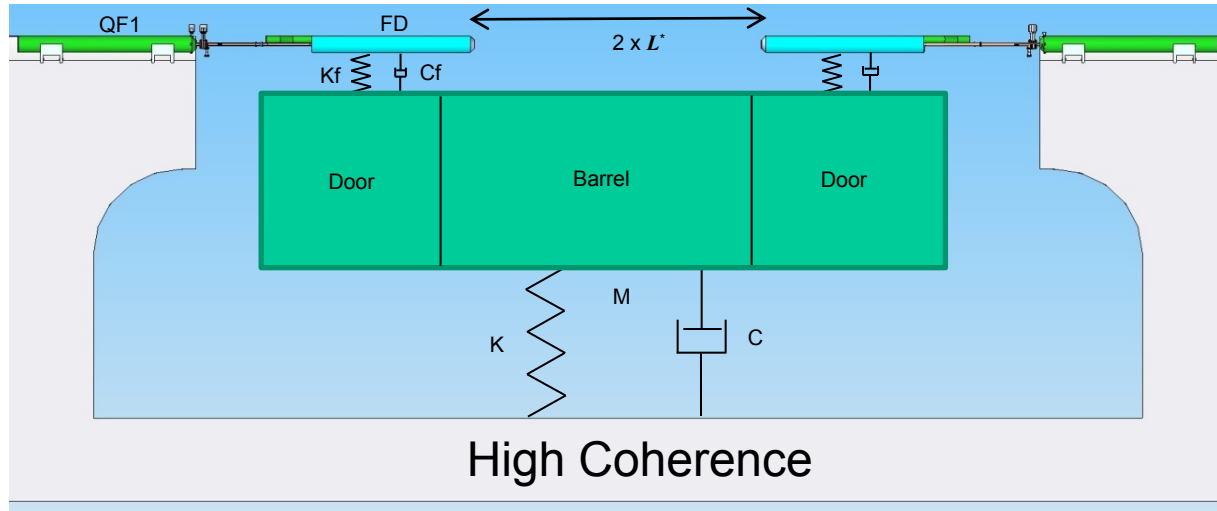 QF1
FD
2 x L*
Kf
Cf
Door
Barrel
Door
M
K
C
High Coherence